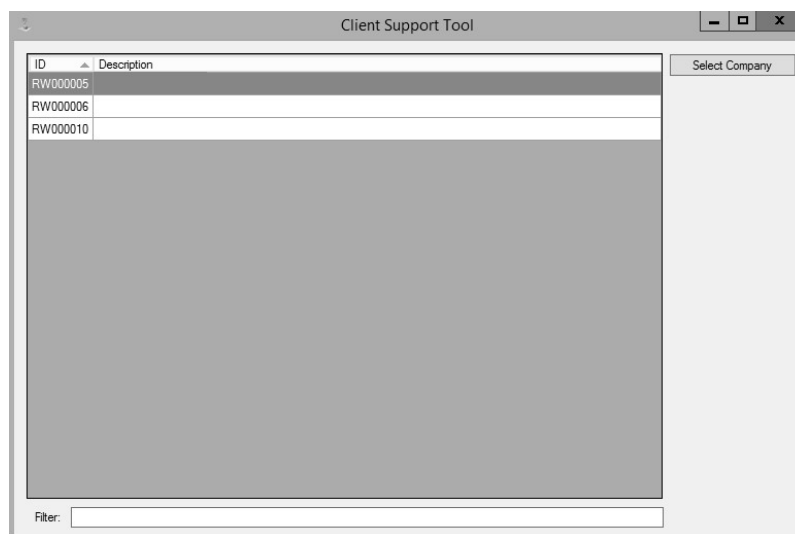 Client Support Tool
ID Description
Select Company
RW000005
RW000006
RW000010
Filter: